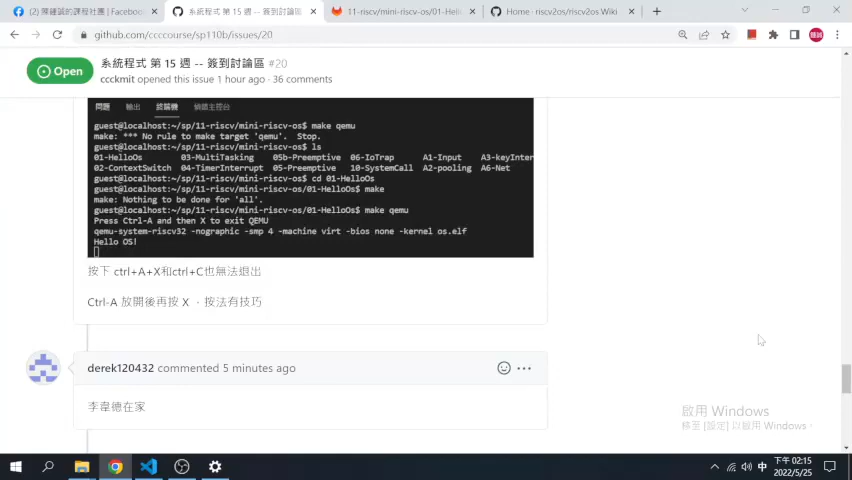 (2) 陳鍾誠的課程社團 | Facebook
系統程式 第 15 週 -- 簽到討論區
11-riscv/mini-riscv-os/01-Hello
Home · riscv2os/riscv2os Wiki
github.com/ccccourse/sp110b/issues/20
Open
系統程式 第 15 週 -- 簽到討論區 #20
ccckmit opened this issue 1 hour ago · 36 comments
問題 輸出 終端機 偵錯主控台
guest@localhost:~/sp/11-riscv/mini-riscv-os$ make qemu
make: *** No rule to make target 'qemu'.  Stop.
guest@localhost:~/sp/11-riscv/mini-riscv-os$ ls
01-HelloOs 03-MultiTasking 05b-Preemptive 06-IoTrap A1-Input A3-keyInter
02-ContextSwitch 04-TimerInterrupt 05-Preemptive 10-SystemCall A2-pooling A6-Net
guest@localhost:~/sp/11-riscv/mini-riscv-os$ cd 01-HelloOs
guest@localhost:~/sp/11-riscv/mini-riscv-os/01-HelloOs$ make
make: Nothing to be done for 'all'.
guest@localhost:~/sp/11-riscv/mini-riscv-os/01-HelloOs$ make qemu
Press Ctrl-A and then X to exit QEMU
qemu-system-riscv32 -nographic -smp 4 -machine virt -bios none -kernel os.elf
Hello OS!
按下 ctrl+A+X和ctrl+C也無法退出
Ctrl-A 放開後再按 X ，按法有技巧
derek120432 commented 5 minutes ago
李韋德在家
啟用 Windows
移至 [設定] 以啟用 Windows。
中
下午 02:15
2022/5/25